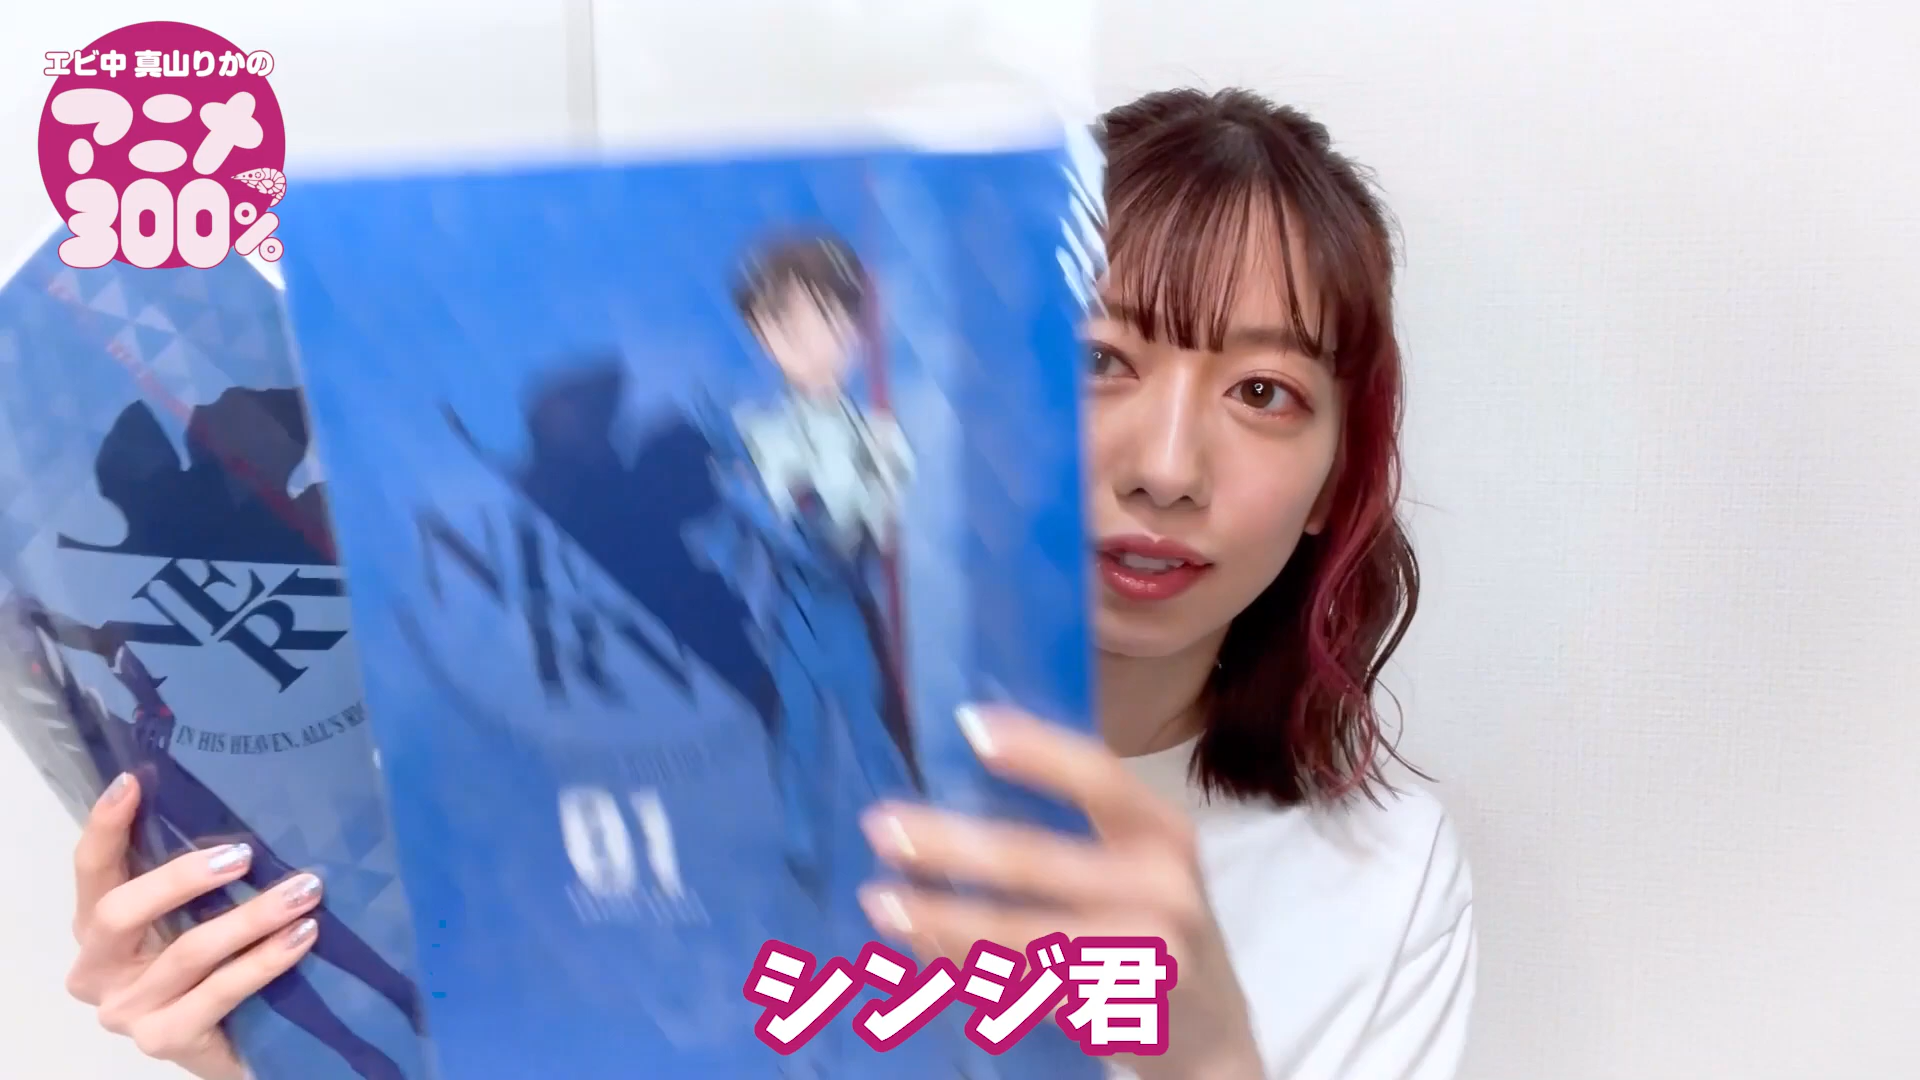 エビ中 真山りかの
アニメ
300%
NERV
IN HIS HEAVEN, ALL'S
NERV
01
シンジ君